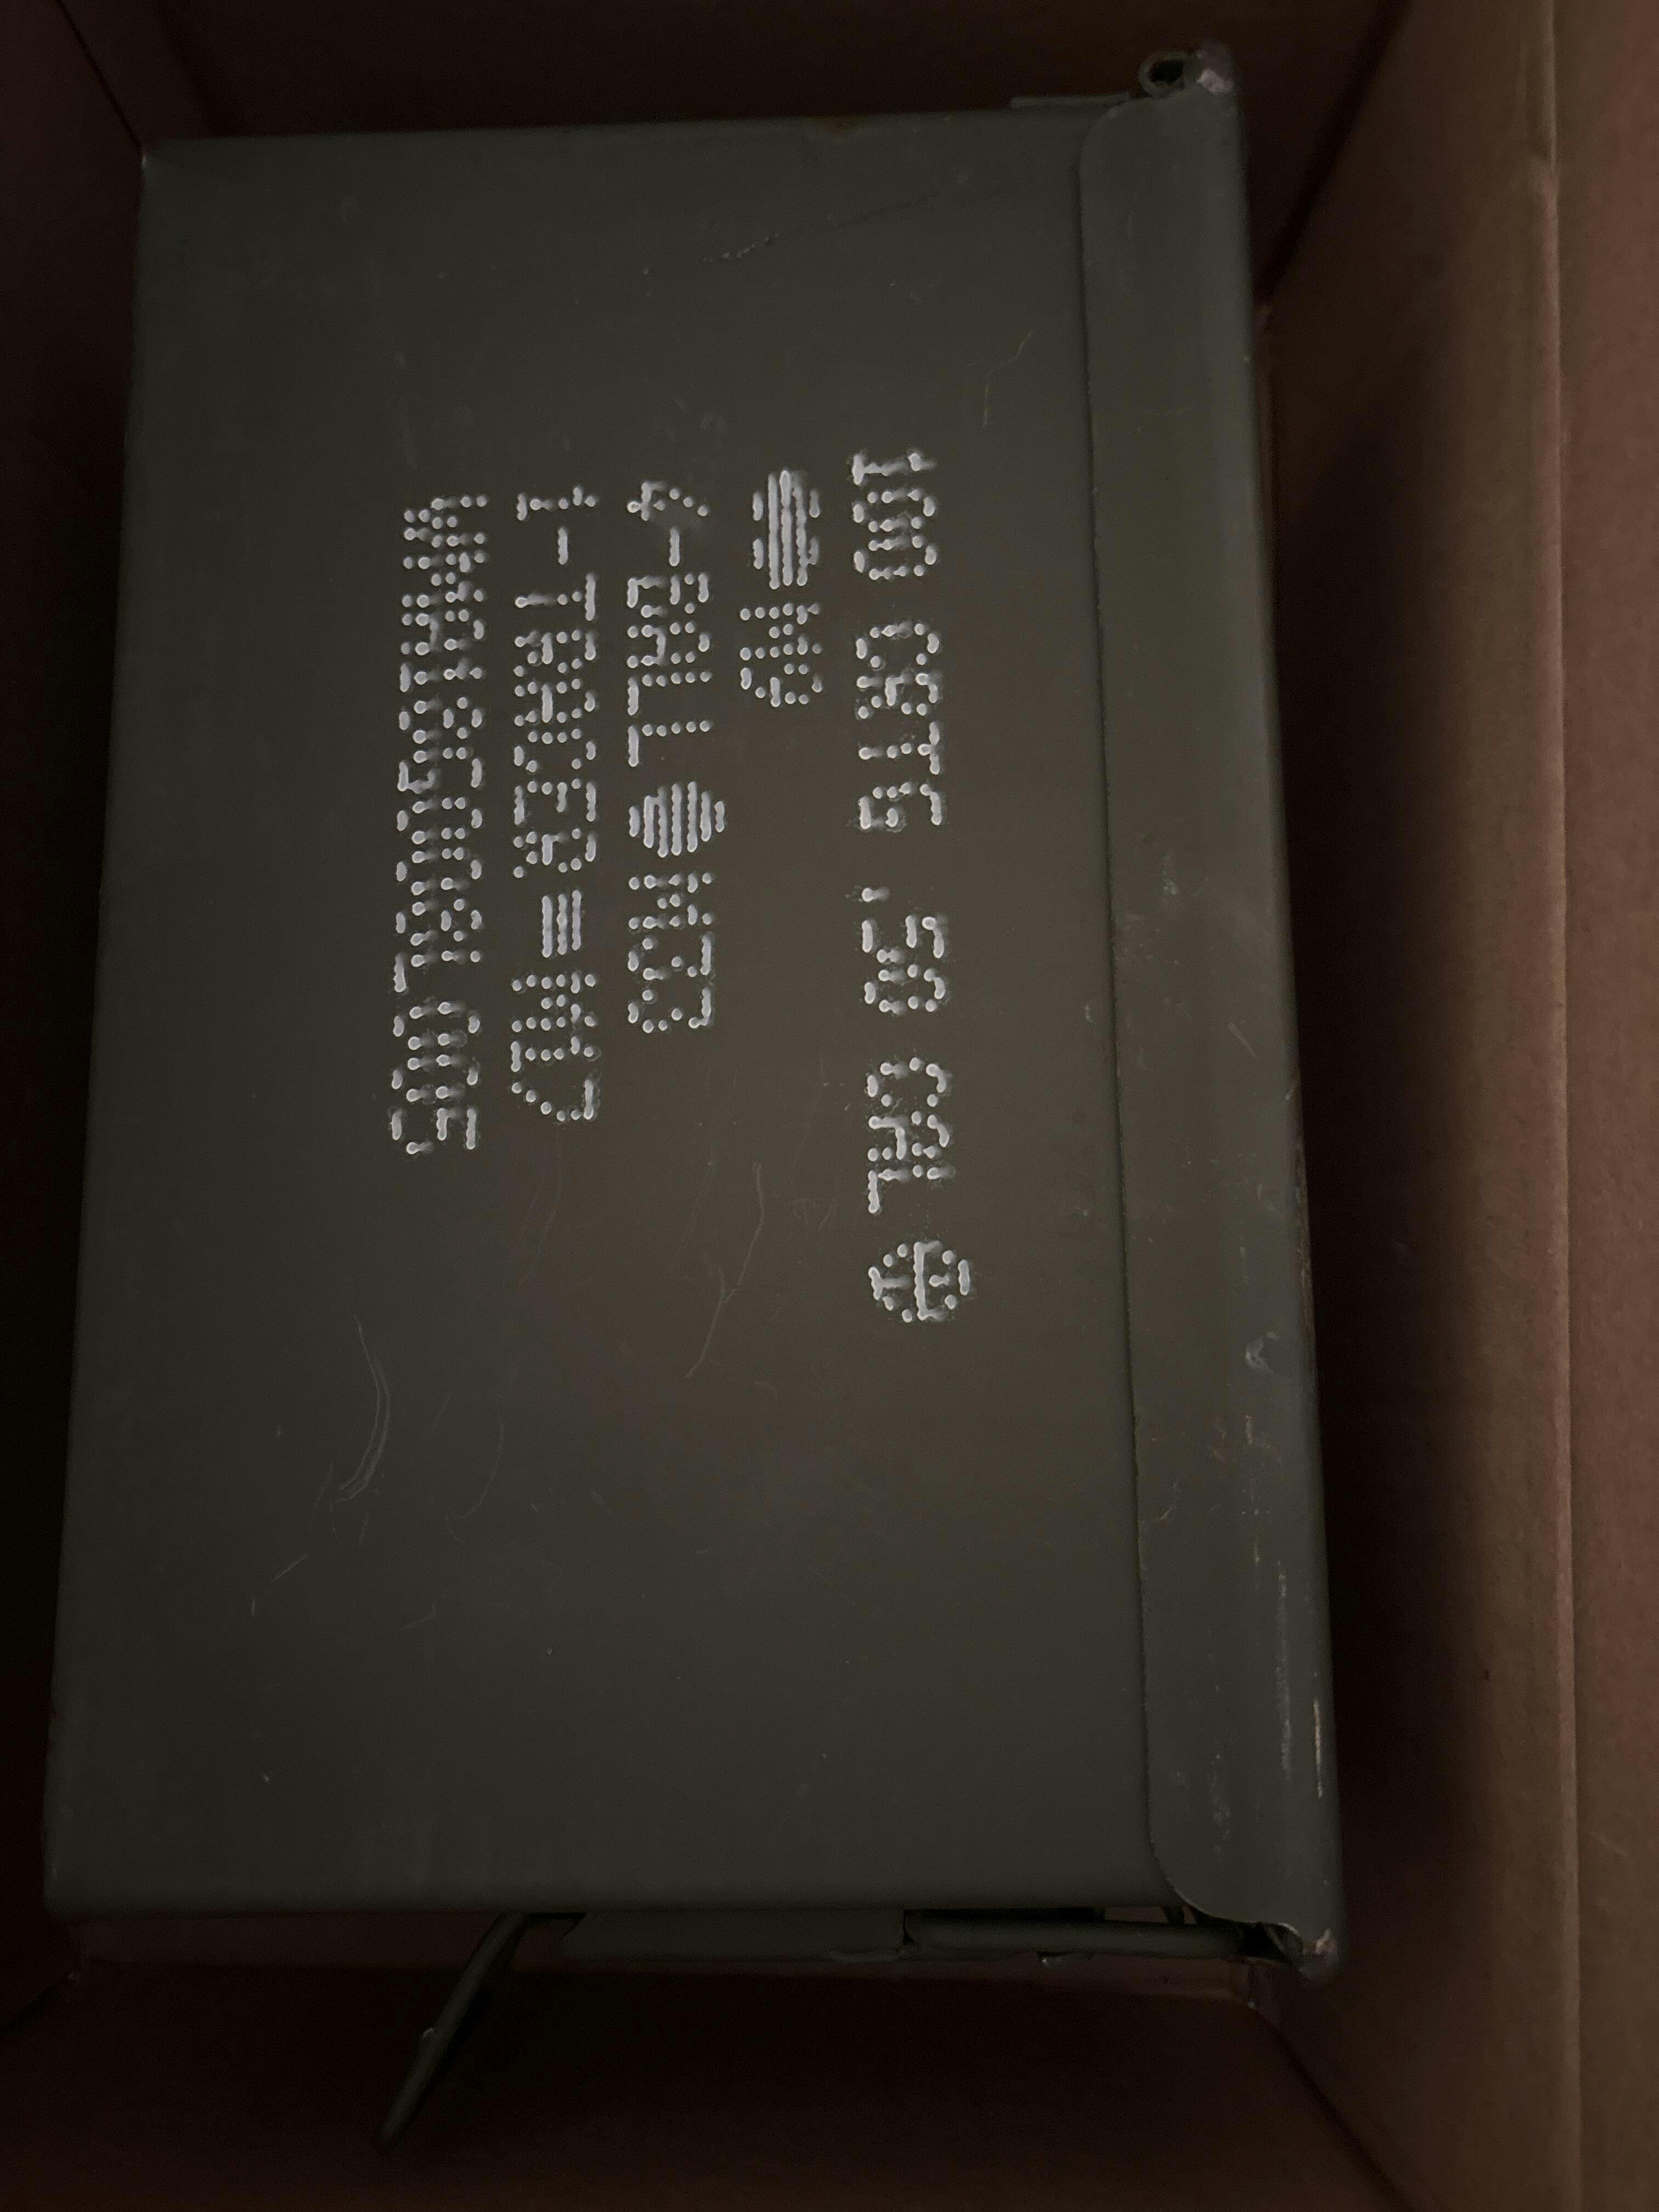 100 CRTG .50 CAL
M9
4-BALL M33
1-TRACER M17